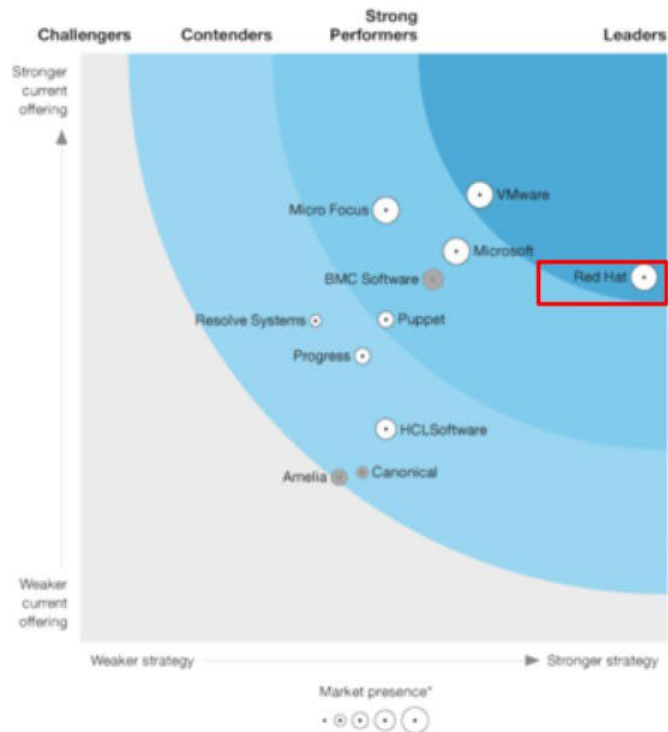 Challengers Contenders Strong Performers Leaders
Stronger
current
offering
VMware
Micro Focus
Microsoft
BMC Software
Red Hat
Resolve Systems
Puppet
Progress
HCLSoftware
Amelia
Canonical
Weaker
current
offering
Weaker strategy
Stronger strategy
Market presence*